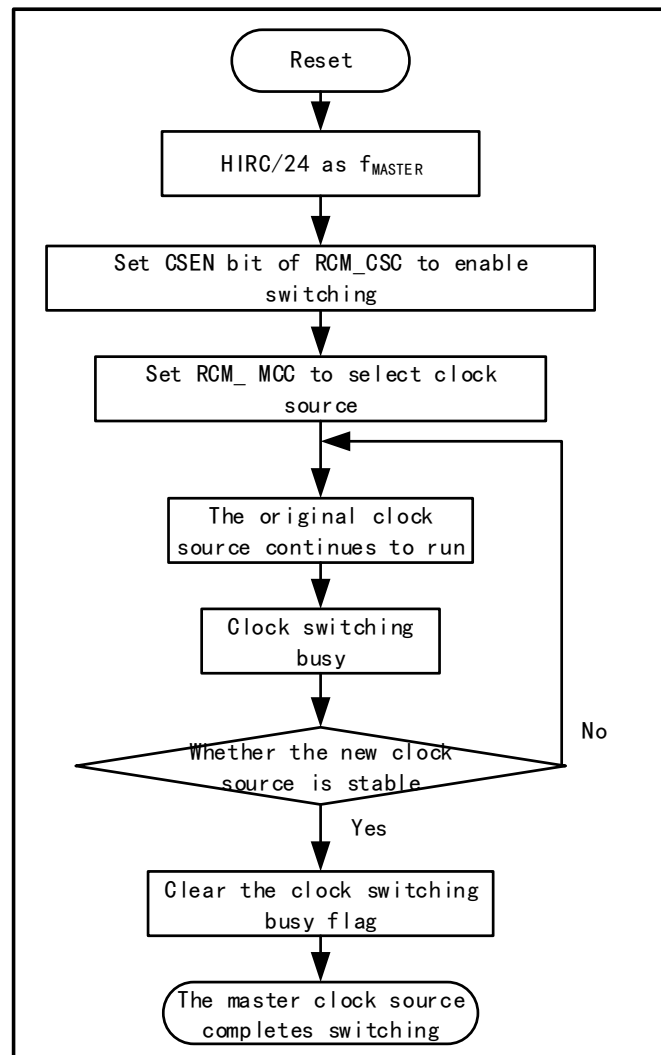 Reset
HIRC/24 as fMASTER
Set CSEN bit of RCM_CSC to enable
switching
Set RCM_ MCC to select clock
source
The original clock
source continues to run
Clock switching
busy
Whether the new clock
source is stable
No
Yes
Clear the clock switching
busy flag
The master clock source
completes switching